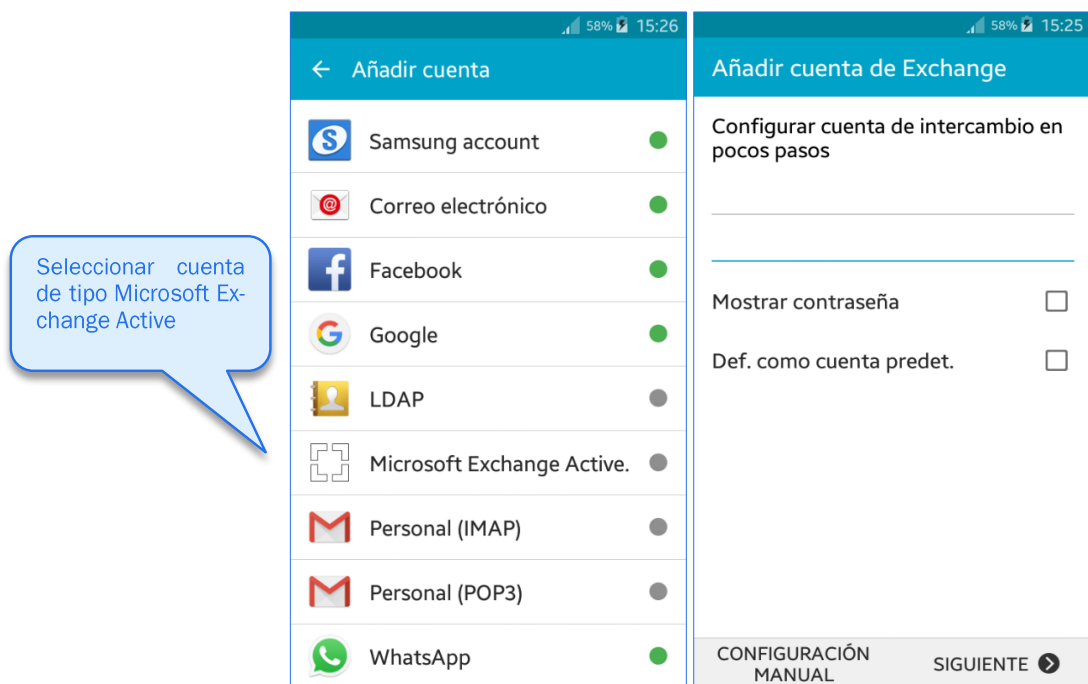 Seleccionar cuenta
de tipo Microsoft Ex-
change Active
58% 15:26
Añadir cuenta
Samsung account
Correo electrónico
Facebook
Google
LDAP
Microsoft Exchange Active.
Personal (IMAP)
Personal (POP3)
WhatsApp
58% 15:25
Añadir cuenta de Exchange
Configurar cuenta de intercambio en
pocos pasos
Mostrar contraseña
Def. como cuenta predet.
CONFIGURACIÓN
MANUAL
SIGUIENTE